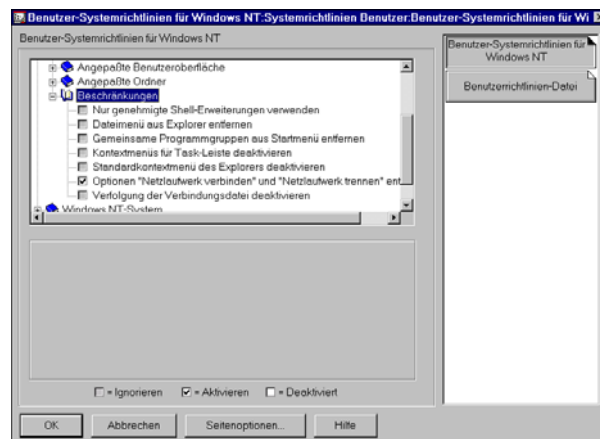 Benutzer-Systemrichtlinien für Windows NT:Systemrichtlinien Benutzer:Benutzer-Systemrichtlinien für Wi
Benutzer-Systemrichtlinien für Windows NT
Angepaßte Benutzeroberfläche
Angepaßte Ordner
Beschränkungen
Nur genehmigte Shell-Erweiterungen verwenden
Dateimenü aus Explorer entfernen
Gemeinsame Programmgruppen aus Startmenü entfernen
Kontextmenüs für Task-Leiste deaktivieren
Standardkontextmenü des Explorers deaktivieren
Optionen "Netzlaufwerk verbinden" und "Netzlaufwerk trennen" ent
Verfolgung der Verbindungsdatei deaktivieren
Windows NT-System
= Ignorieren = Aktivieren = Deaktiviert
OK Abbrechen Seitenoptionen... Hilfe
Benutzer-Systemrichtlinien für
Windows NT
Benutzerrichtlinien-Datei